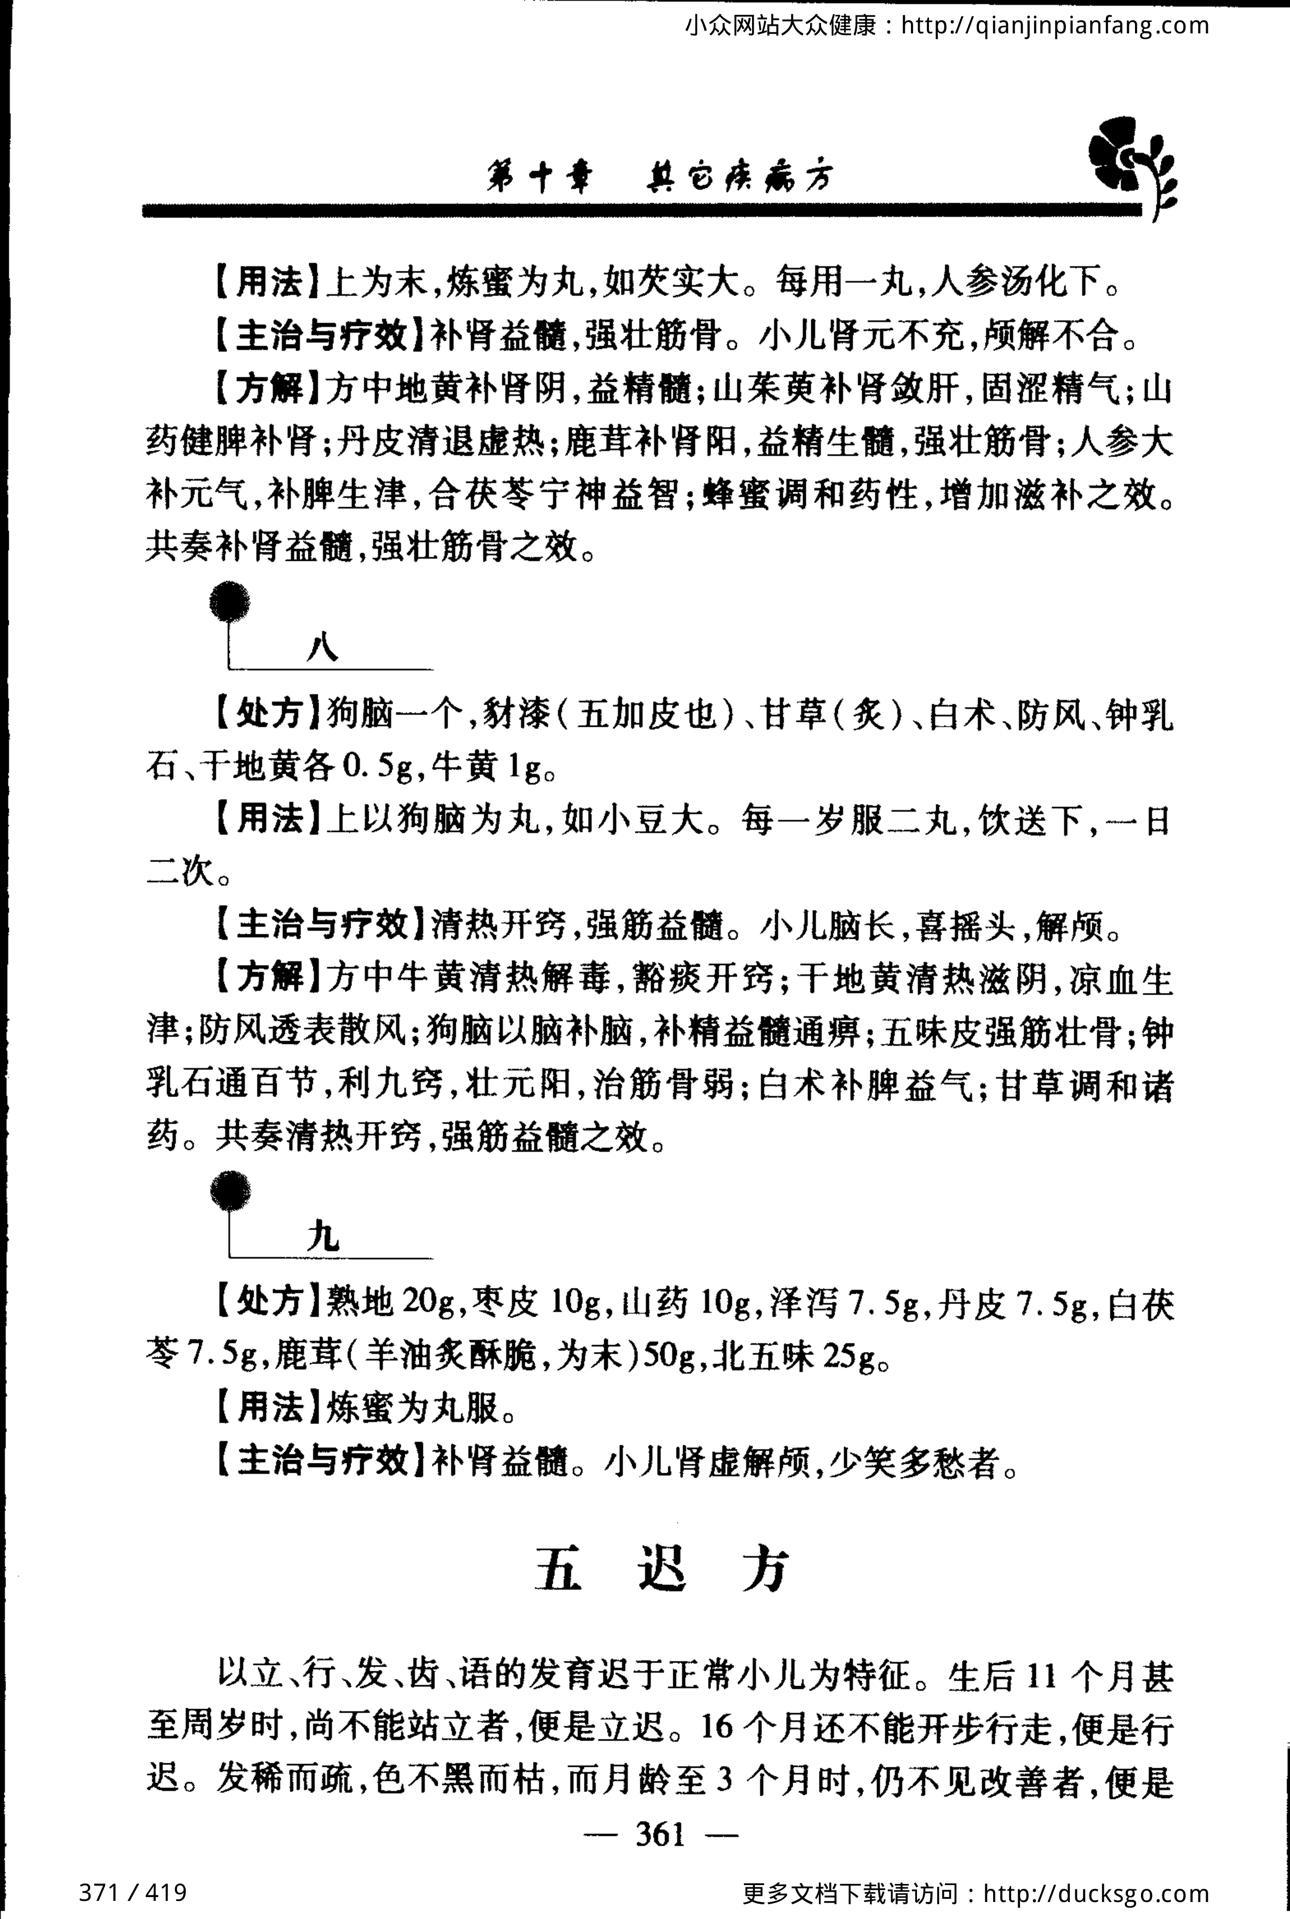 小众网站大众健康：http://qianjinpianfang.com
第十章 其它疾病方
【用法】上为末,炼蜜为丸,如芡实大。每用一丸,人参汤化下。
【主治与疗效】补肾益髓,强壮筋骨。小儿肾元不充,颅解不合。
【方解】方中地黄补肾阴,益精髓;山茱萸补肾敛肝,固涩精气;山
药健脾补肾;丹皮清退虚热;鹿茸补肾阳,益精生髓,强壮筋骨;人参大
补元气,补脾生津,合茯苓宁神益智;蜂蜜调和药性,增加滋补之效。
共奏补肾益髓,强壮筋骨之效。
八
【处方】狗脑一个,豺漆(五加皮也)、甘草(炙)、白术、防风、钟乳
石、干地黄各0.5g,牛黄1g。
【用法】上以狗脑为丸,如小豆大。每一岁服二丸,饮送下,一日
二次。
【主治与疗效】清热开窍,强筋益髓。小儿脑长,喜摇头,解颅。
【方解】方中牛黄清热解毒,豁痰开窍;干地黄清热滋阴,凉血生
津;防风透表散风;狗脑以脑补脑,补精益髓通痹;五味皮强筋壮骨;钟
乳石通百节,利九窍,壮元阳,治筋骨弱;白术补脾益气;甘草调和诸
药。共奏清热开窍,强筋益髓之效。
九
【处方】熟地20g,枣皮10g,山药10g,泽泻7.5g,丹皮7.5g,白茯
苓7.5g,鹿茸(羊油炙酥脆,为末)50g,北五味25g。
【用法】炼蜜为丸服。
【主治与疗效】补肾益髓。小儿肾虚解颅,少笑多愁者。
五迟方
以立、行、发、齿、语的发育迟于正常小儿为特征。生后11个月甚
至周岁时,尚不能站立者,便是立迟。16个月还不能开步行走,便是行
迟。发稀而疏,色不黑而枯,而月龄至3个月时,仍不见改善者,便是
— 361 —
371 / 419
更多文档下载请访问：http://ducksgo.com